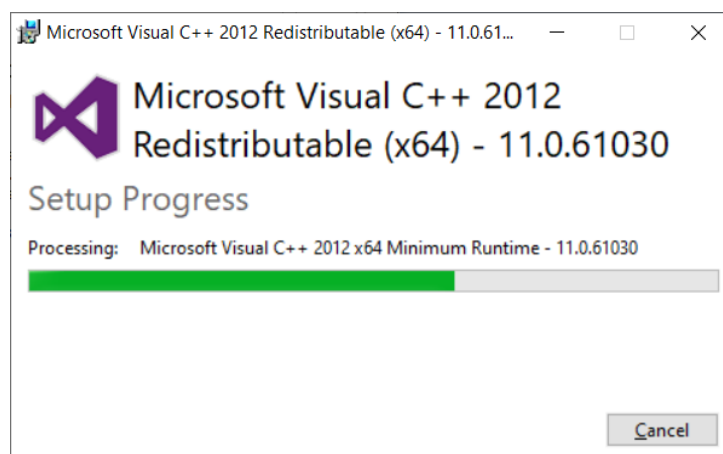 Microsoft Visual C++ 2012 Redistributable (x64) - 11.0.61...
Microsoft Visual C++ 2012
Redistributable (x64) - 11.0.61030
Setup Progress
Processing: Microsoft Visual C++ 2012 x64 Minimum Runtime - 11.0.61030
Cancel